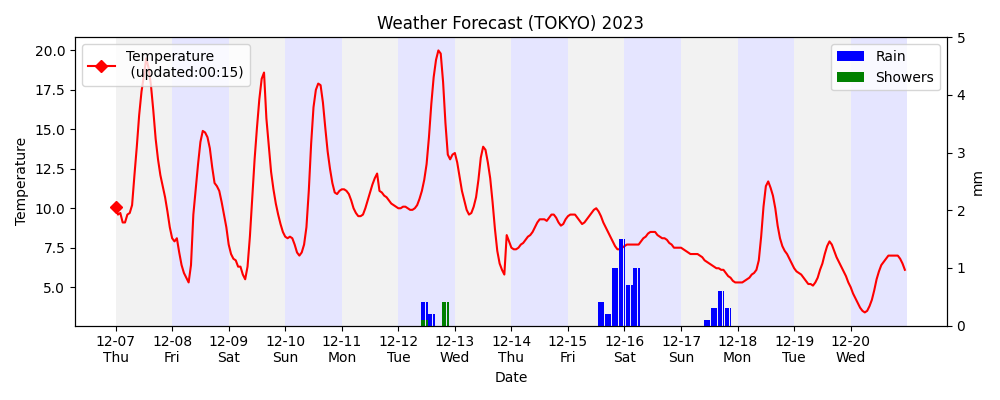 Weather Forecast (TOKYO) 2023
Temperature
(updated:00:15)
Rain
Showers
20.0
17.5
15.0
12.5
10.0
7.5
5.0
Temperature
5
4
3
2
1
0
mm
12-07 12-08 12-09 12-10 12-11 12-12 12-13 12-14 12-15 12-16 12-17 12-18 12-19 12-20
Thu Fri Sat Sun Mon Tue Wed Thu Fri Sat Sun Mon Tue Wed
Date